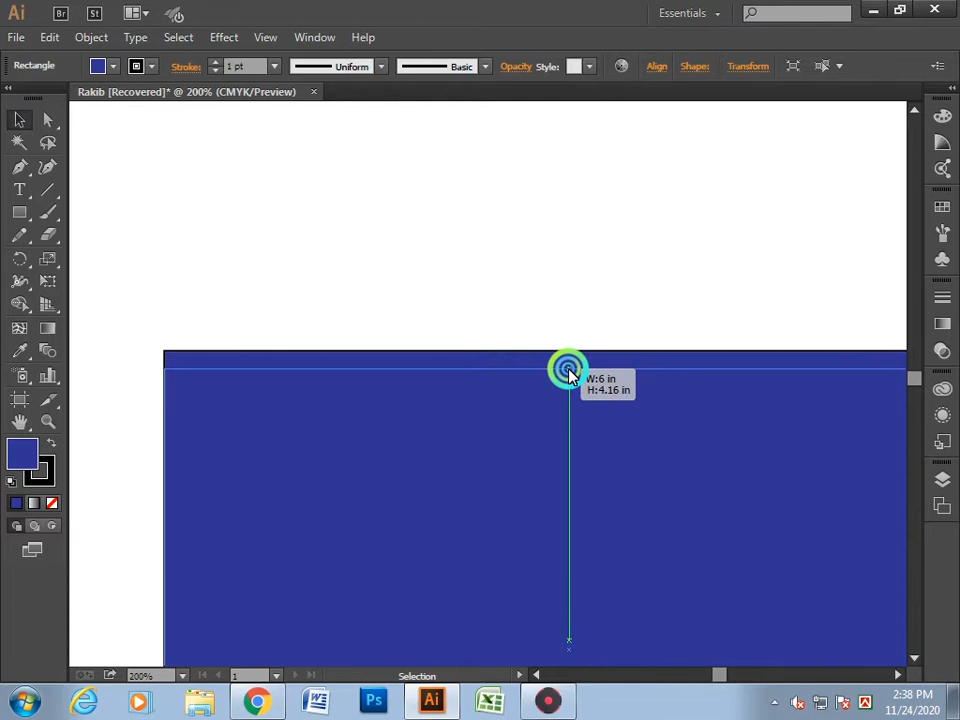 Ai Br St Essentials
File Edit Object Type Select Effect View Window Help
Rectangle Stroke: 1 pt Uniform Basic Opacity Style: Align Shape: Transform
Rakib [Recovered]* @ 200% (CMYK/Preview) ×
T
W:6 in
H:4.16 in
200% 1 Selection
W Ps Ai
2:38 PM
11/24/2020